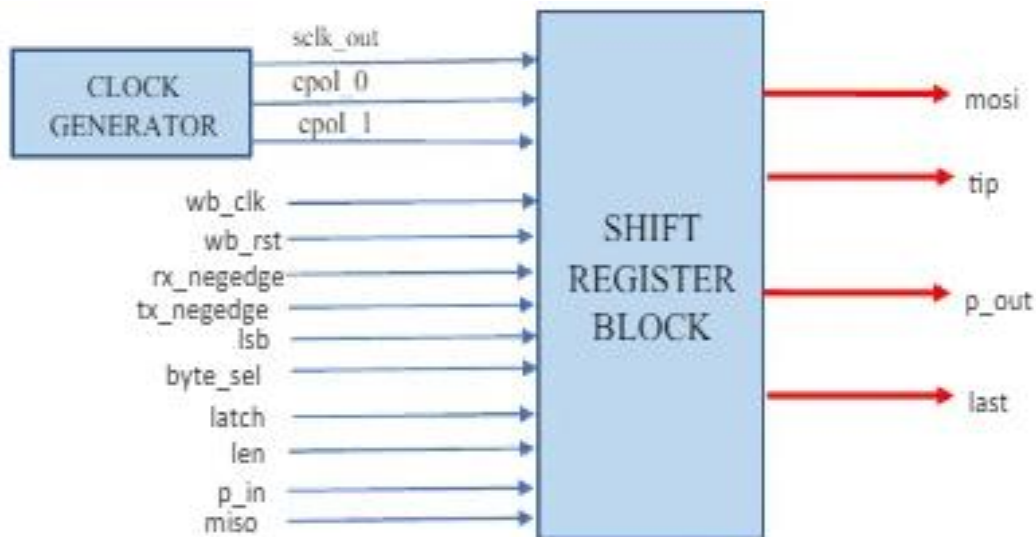 sclk_out
CLOCK
GENERATOR
cpol_0
cpol_1
wb_clk
wb_rst
rx_negedge
tx_negedge
lsb
byte_sel
latch
len
p_in
miso
SHIFT
REGISTER
BLOCK
mosi
tip
p_out
last